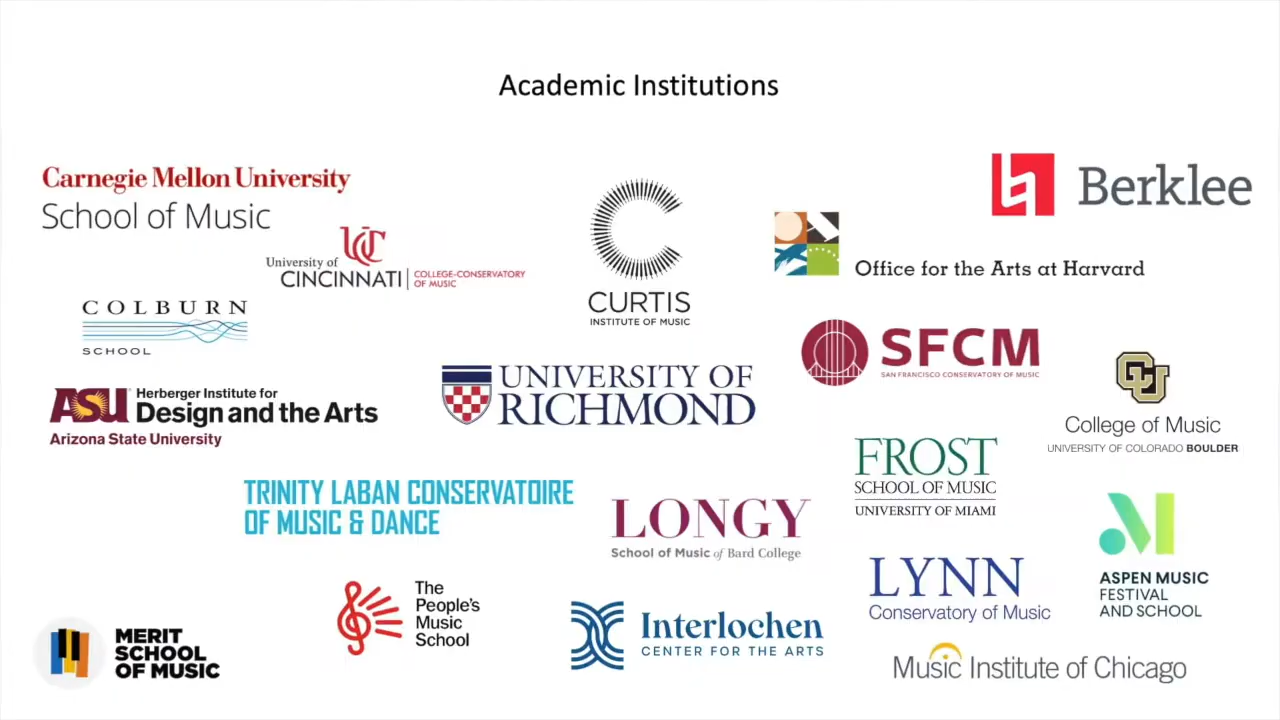 Academic Institutions
Carnegie Mellon University
School of Music
University of
CINCINNATI
COLLEGE-CONSERVATORY
OF MUSIC
CURTIS
INSTITUTE OF MUSIC
Berklee
Office for the Arts at Harvard
COLBURN
SCHOOL
SFCM
SAN FRANCISCO CONSERVATORY OF MUSIC
ASU Herberger Institute for
Design and the Arts
Arizona State University
UNIVERSITY OF
RICHMOND
CU
College of Music
UNIVERSITY OF COLORADO BOULDER
FROST
SCHOOL OF MUSIC
UNIVERSITY OF MIAMI
TRINITY LABAN CONSERVATOIRE
OF MUSIC & DANCE
LONGY
School of Music of Bard College
ASPEN MUSIC
FESTIVAL
AND SCHOOL
LYNN
Conservatory of Music
The
People's
Music
School
Interlochen
CENTER FOR THE ARTS
MERIT
SCHOOL
OF MUSIC
Music Institute of Chicago